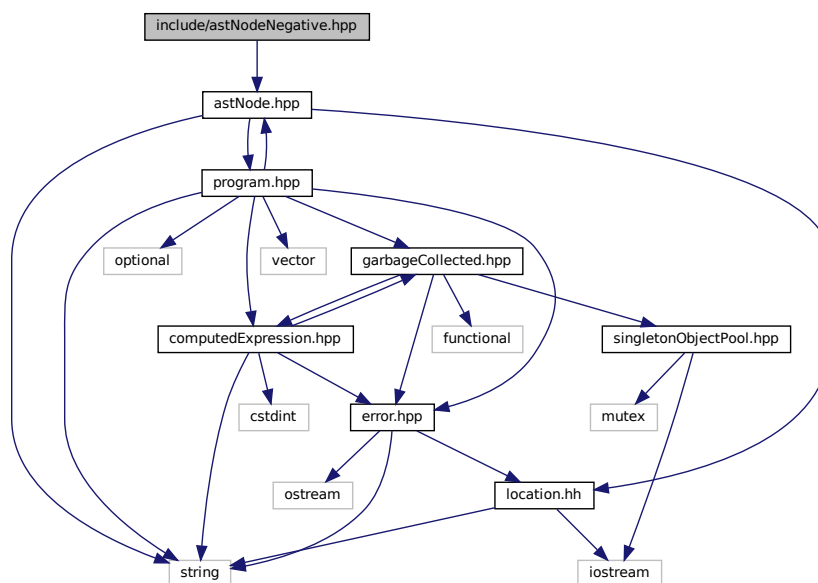 include/astNodeNegative.hpp
astNode.hpp
program.hpp
optional
vector
garbageCollected.hpp
computedExpression.hpp
functional
singletonObjectPool.hpp
cstdint
error.hpp
mutex
ostream
location.hh
string
iostream